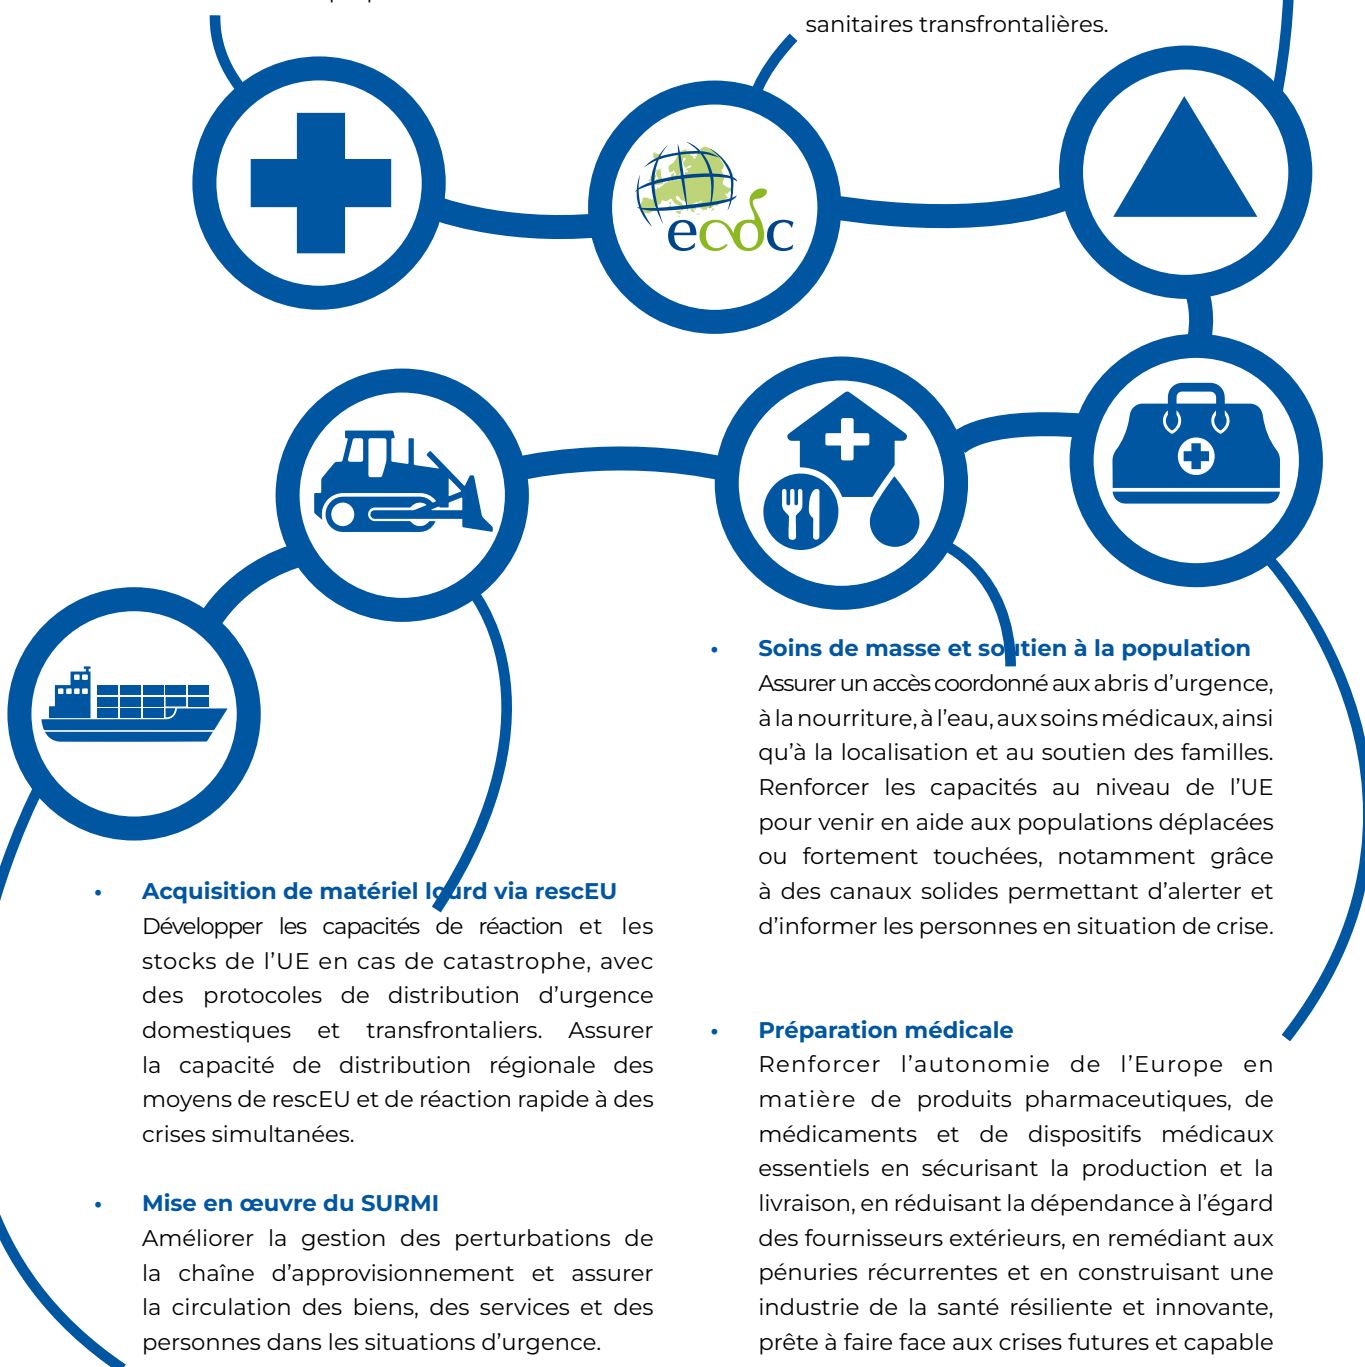 sanitaires transfrontalières.
ecdc
• Acquisition de matériel lourd via rescEU
Développer les capacités de réaction et les
stocks de l’UE en cas de catastrophe, avec
des protocoles de distribution d’urgence
domestiques et transfrontaliers. Assurer
la capacité de distribution régionale des
moyens de rescEU et de réaction rapide à des
crises simultanées.
• Mise en œuvre du SURMI
Améliorer la gestion des perturbations de
la chaîne d’approvisionnement et assurer
la circulation des biens, des services et des
personnes dans les situations d’urgence.
• Soins de masse et soutien à la population
Assurer un accès coordonné aux abris d’urgence,
à la nourriture, à l’eau, aux soins médicaux, ainsi
qu’à la localisation et au soutien des familles.
Renforcer les capacités au niveau de l’UE
pour venir en aide aux populations déplacées
ou fortement touchées, notamment grâce
à des canaux solides permettant d’alerter et
d’informer les personnes en situation de crise.
• Préparation médicale
Renforcer l’autonomie de l’Europe en
matière de produits pharmaceutiques, de
médicaments et de dispositifs médicaux
essentiels en sécurisant la production et la
livraison, en réduisant la dépendance à l’égard
des fournisseurs extérieurs, en remédiant aux
pénuries récurrentes et en construisant une
industrie de la santé résiliente et innovante,
prête à faire face aux crises futures et capable